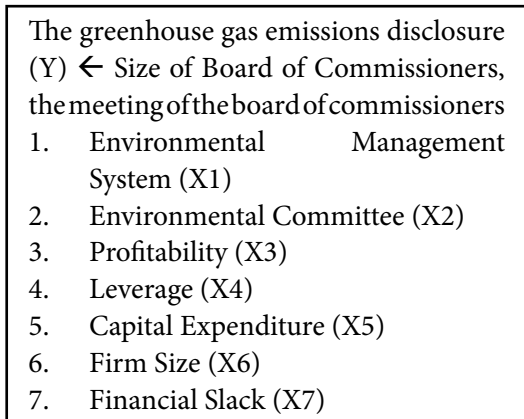 The greenhouse gas emissions disclosure
(Y) ← Size of Board of Commissioners,
the meeting of the board of commissioners
1. Environmental Management
System (X1)
2. Environmental Committee (X2)
3. Profitability (X3)
4. Leverage (X4)
5. Capital Expenditure (X5)
6. Firm Size (X6)
7. Financial Slack (X7)